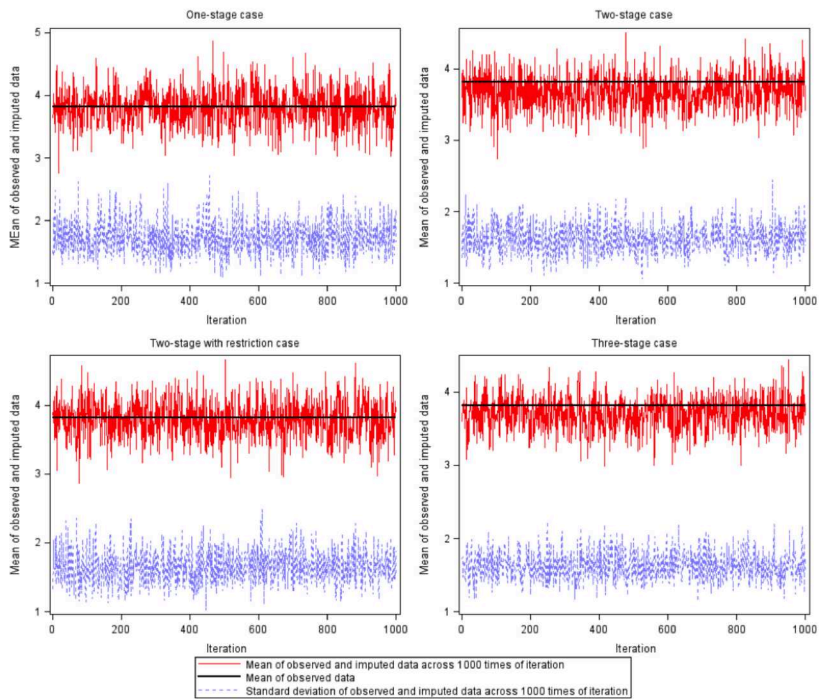 One-stage case
MEan of observed and imputed data
5
4
3
2
1
0
200
400
600
800
1000
Iteration
Two-stage case
Mean of observed and imputed data
4
3
2
1
0
200
400
600
800
1000
Iteration
Two-stage with restriction case
Mean of observed and imputed data
4
3
2
1
0
200
400
600
800
1000
Iteration
Three-stage case
Mean of observed and imputed data
4
3
2
1
0
200
400
600
800
1000
Iteration
Mean of observed and imputed data across 1000 times of iteration
Mean of observed data
Standard deviation of observed and imputed data across 1000 times of iteration